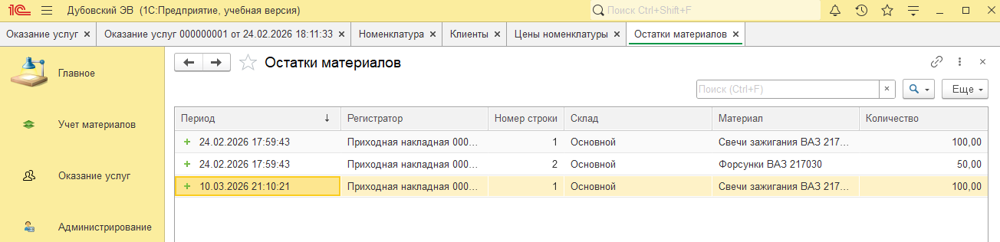 1С Дубовский ЭВ (1С:Предприятие, учебная версия) Поиск Ctrl+Shift+F
Оказание услуг × Оказание услуг 000000001 от 24.02.2026 18:11:33 × Номенклатура × Клиенты × Цены номенклатуры × Остатки материалов ×
Главное
Учет материалов
Оказание услуг
Администрирование
Остатки материалов
Поиск (Ctrl+F) × Еще
Период ↓ Регистратор Номер строки Склад Материал Количество
24.02.2026 17:59:43 Приходная накладная 000... 1 Основной Свечи зажигания ВАЗ 217... 100,00
24.02.2026 17:59:43 Приходная накладная 000... 2 Основной Форсунки ВАЗ 217030 50,00
10.03.2026 21:10:21 Приходная накладная 000... 1 Основной Свечи зажигания ВАЗ 217... 100,00